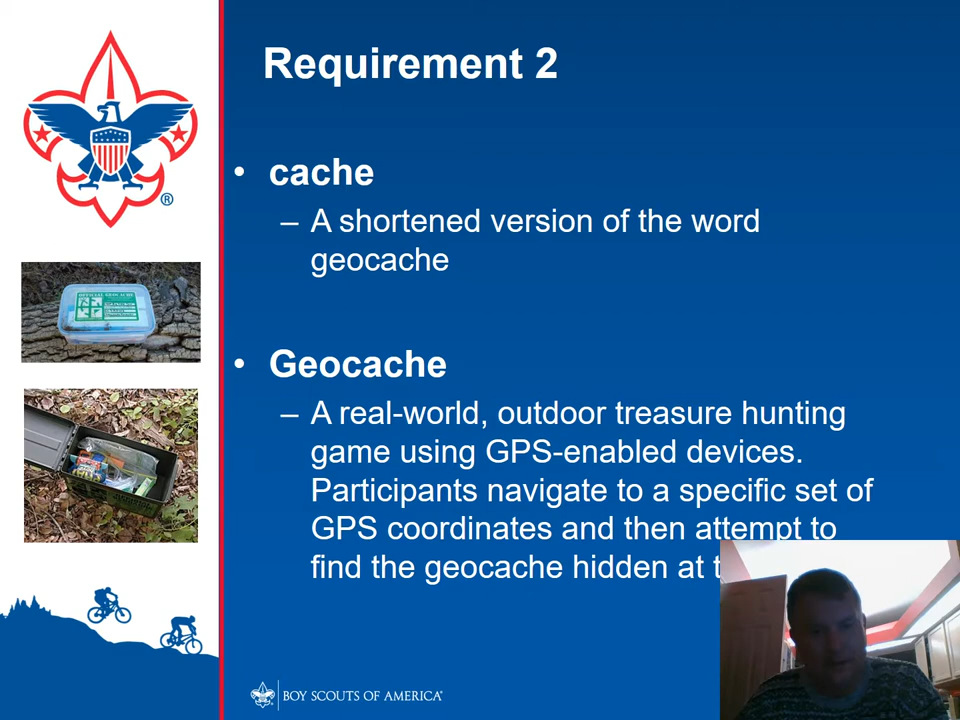 Requirement 2
• cache
– A shortened version of the word
geocache
• Geocache
– A real-world, outdoor treasure hunting
game using GPS-enabled devices.
Participants navigate to a specific set of
GPS coordinates and then attempt to
find the geocache hidden at
®
OFFICIAL GEOCACHE
BOY SCOUTS OF AMERICA®